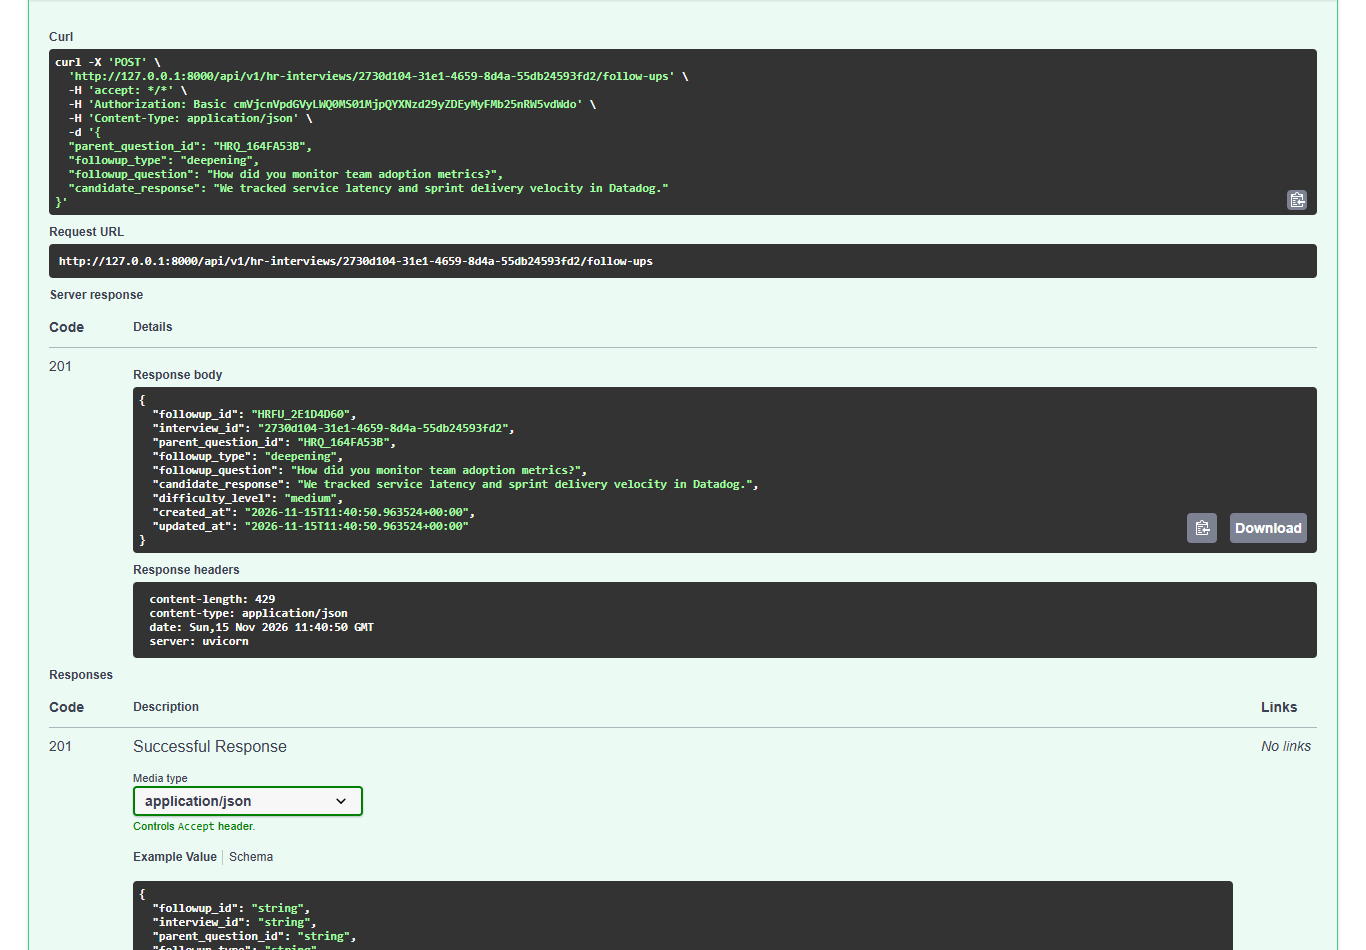 Curl
curl -X 'POST' \
'http://127.0.0.1:8000/api/v1/hr-interviews/2730d104-31e1-4659-8d4a-55db24593fd2/follow-ups' \
-H 'accept: */*' \
-H 'Authorization: Basic cmVjcnVpdGVyLWQ0MS01MjpQYXNzd29yZDEyMyFMb25nRW5vdWdo' \
-H 'Content-Type: application/json' \
-d '{
"parent_question_id": "HRQ_164FA53B",
"followup_type": "deepening",
"followup_question": "How did you monitor team adoption metrics?",
"candidate_response": "We tracked service latency and sprint delivery velocity in Datadog."
}'
Request URL
http://127.0.0.1:8000/api/v1/hr-interviews/2730d104-31e1-4659-8d4a-55db24593fd2/follow-ups
Server response
Code Details
201
Response body
{
"followup_id": "HRFU_2E1D4D60",
"interview_id": "2730d104-31e1-4659-8d4a-55db24593fd2",
"parent_question_id": "HRQ_164FA53B",
"followup_type": "deepening",
"followup_question": "How did you monitor team adoption metrics?",
"candidate_response": "We tracked service latency and sprint delivery velocity in Datadog.",
"difficulty_level": "medium",
"created_at": "2026-11-15T11:40:50.963524+00:00",
"updated_at": "2026-11-15T11:40:50.963524+00:00"
}
Download
Response headers
content-length: 429
content-type: application/json
date: Sun,15 Nov 2026 11:40:50 GMT
server: uvicorn
Responses
Code Description Links
201 Successful Response No links
Media type
application/json
Controls Accept header.
Example Value Schema
{
"followup_id": "string",
"interview_id": "string",
"parent_question_id": "string",
"followup_type": "string",